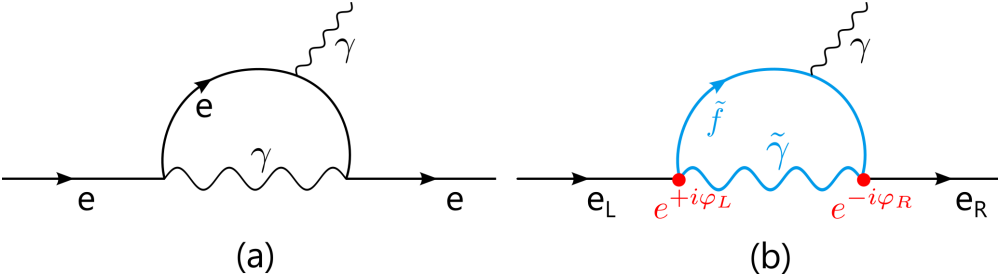 γ γ
e γ f̃ γ̃
e e e_L e^{+iφ_L} e^{-iφ_R} e_R
(a) (b)